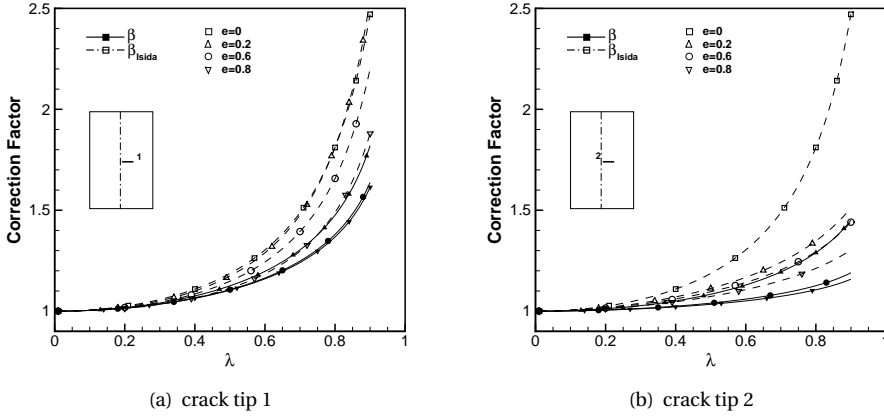 2.5
2
1.5
1
0 0.2 0.4 0.6 0.8 1
Correction Factor
λ
β
β_Isida
e=0
e=0.2
e=0.6
e=0.8
1
(a) crack tip 1
2.5
2
1.5
1
0 0.2 0.4 0.6 0.8 1
Correction Factor
λ
β
β_Isida
e=0
e=0.2
e=0.6
e=0.8
2
(b) crack tip 2